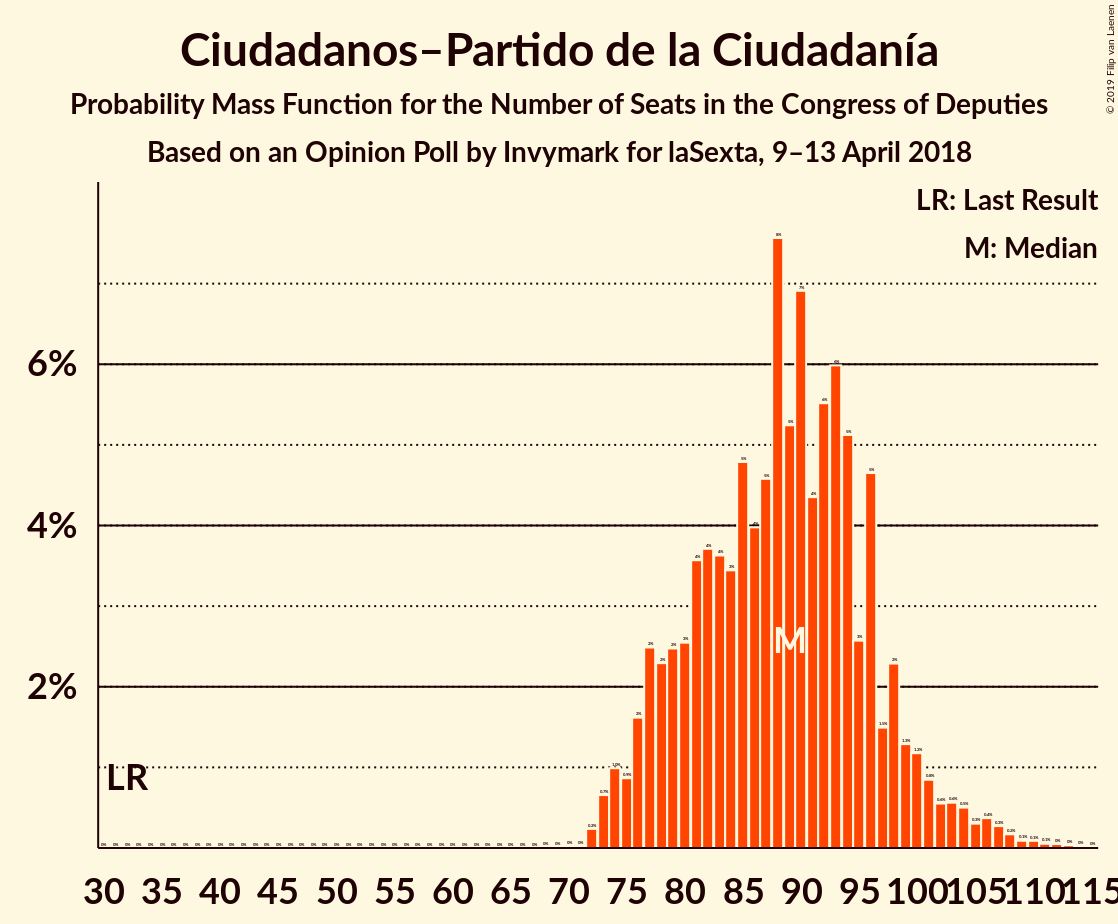 Ciudadanos–Partido de la Ciudadanía
Probability Mass Function for the Number of Seats in the Congress of Deputies
Based on an Opinion Poll by Invymark for laSexta, 9–13 April 2018
© 2019 Filip van Laenen
LR: Last Result
M: Median
6%
4%
2%
LR
M
30 35 40 45 50 55 60 65 70 75 80 85 90 95 100 105 110 115